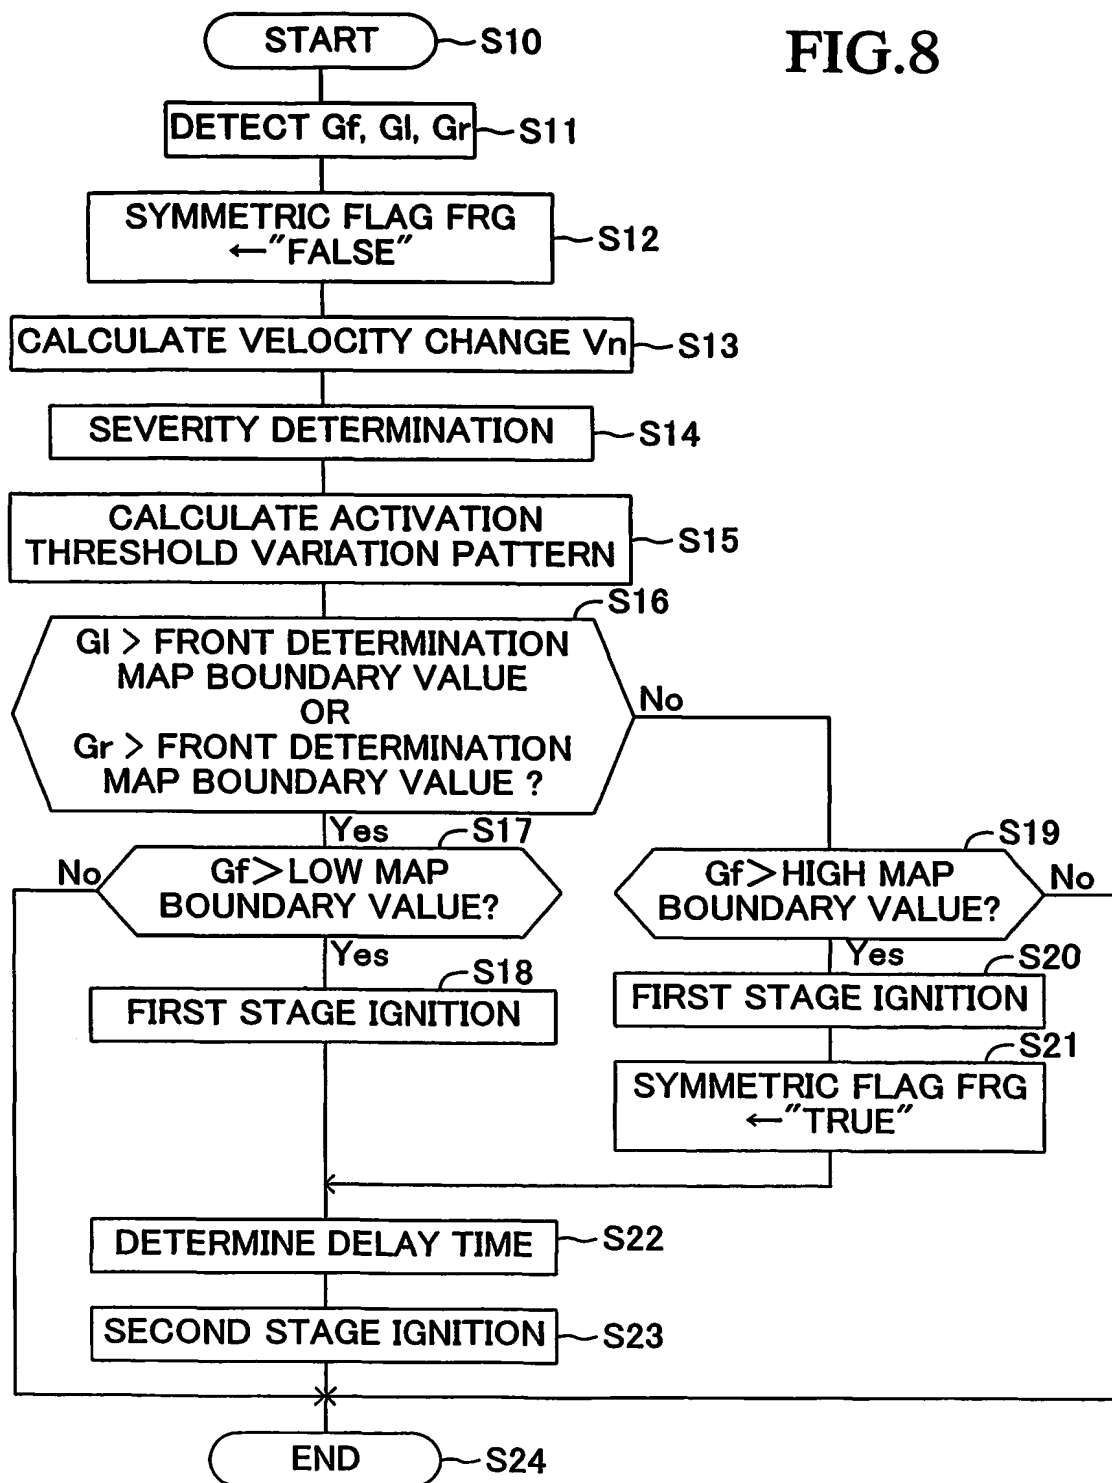 FIG.8
START
S10
DETECT Gf, Gl, Gr
S11
SYMMETRIC FLAG FRG
←"FALSE"
S12
CALCULATE VELOCITY CHANGE Vn
S13
SEVERITY DETERMINATION
S14
CALCULATE ACTIVATION
THRESHOLD VARIATION PATTERN
S15
S16
Gl > FRONT DETERMINATION
MAP BOUNDARY VALUE
OR
Gr > FRONT DETERMINATION
MAP BOUNDARY VALUE ?
No
Yes
S17
No
Gf>LOW MAP
BOUNDARY VALUE?
Yes
S18
FIRST STAGE IGNITION
S19
Gf>HIGH MAP
BOUNDARY VALUE?
No
Yes
S20
FIRST STAGE IGNITION
S21
SYMMETRIC FLAG FRG
←"TRUE"
DETERMINE DELAY TIME
S22
SECOND STAGE IGNITION
S23
END
S24